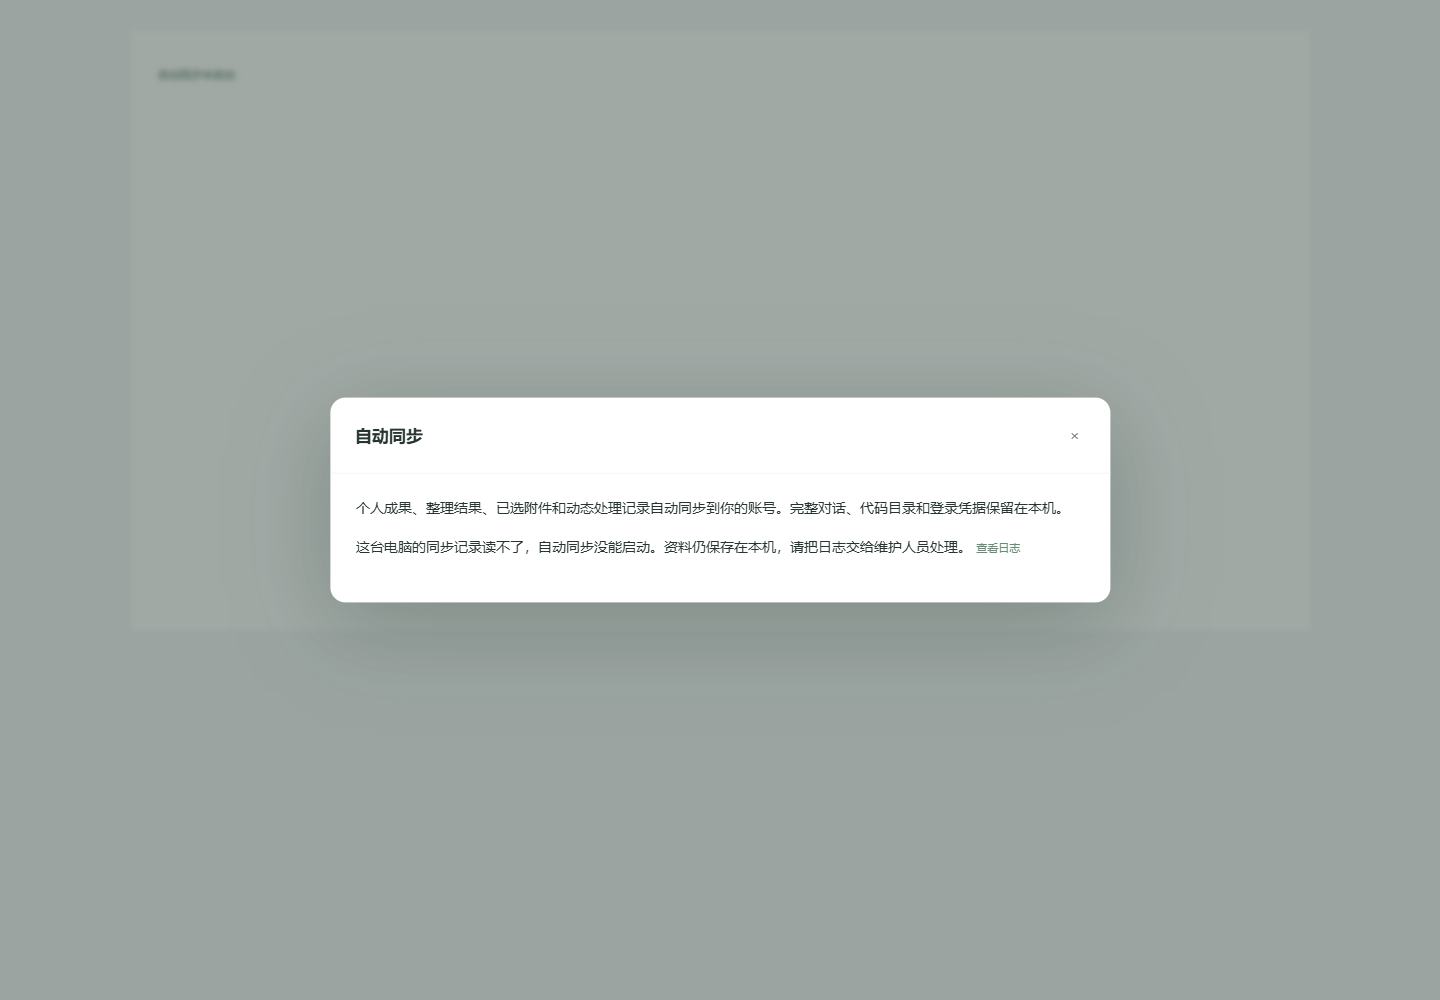 自动同步
×
个人成果、整理结果、已选附件和动态处理记录自动同步到你的账号。完整对话、代码目录和登录凭据保留在本机。
这台电脑的同步记录读不了，自动同步没能启动。资料仍保存在本机，请把日志交给维护人员处理。 查看日志